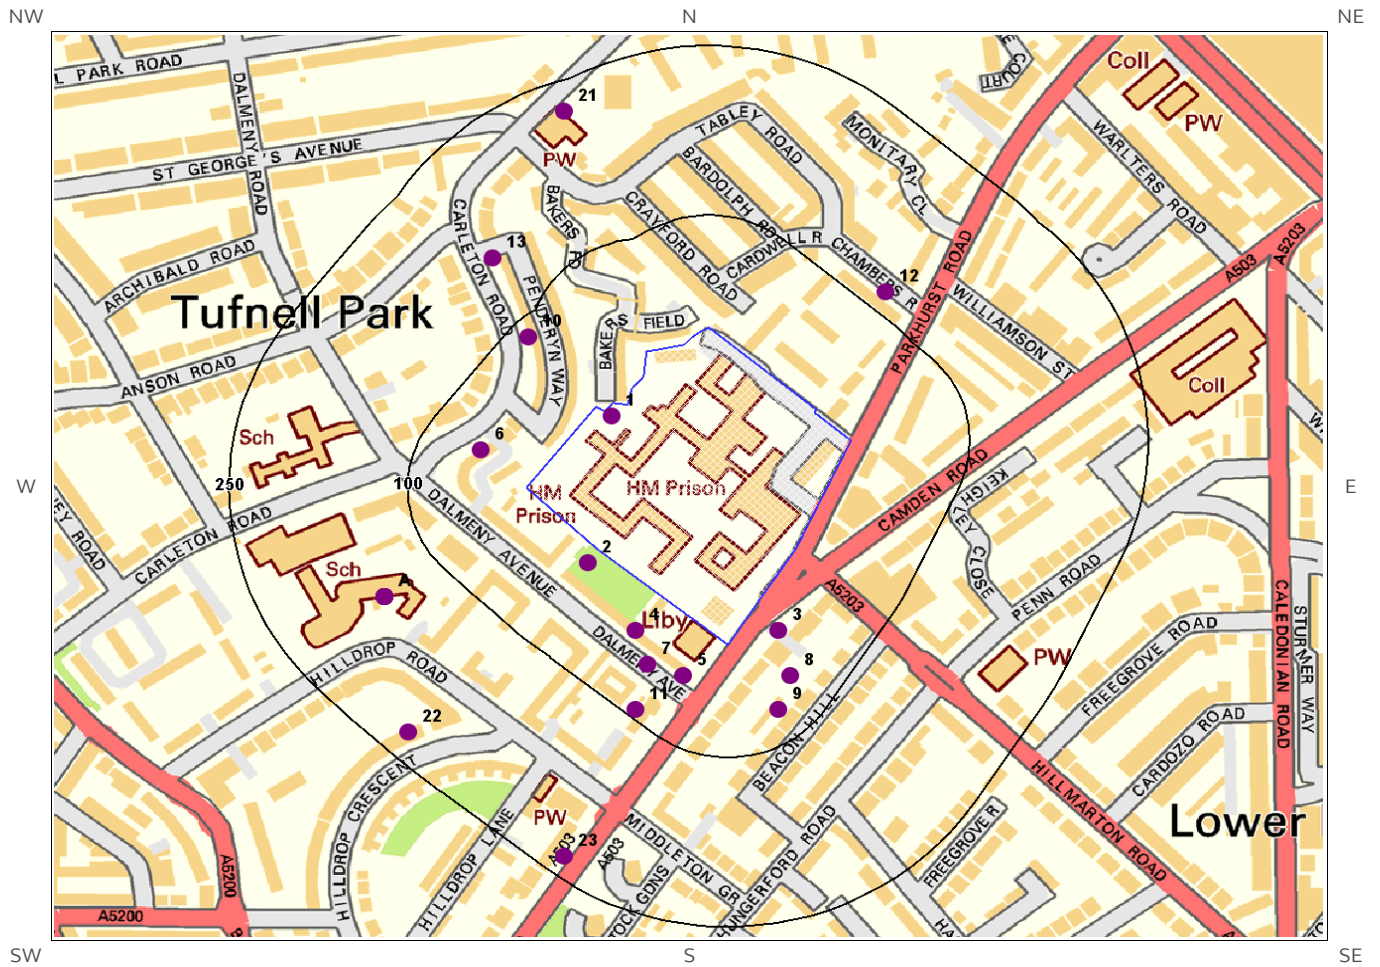 NW
N
NE
L PARK ROAD
DALMENY ROAD
ST GEORGE'S AVENUE
21
PW
TABLEY ROAD
BARDOLPH RD
MONITARY CL
E COURT
Coll
PW
WARLTERS ROAD
A5203
A503
ARCHIBALD ROAD
CARLETON ROAD
BAKERS RD
CRAYFORD ROAD
CARDWELL R
CHAMBERS R
13
12
PARKHURST ROAD
WILLIAMSON ST
Tufnell Park
10
PENDERYN WAY
BAKERS FIELD
ANSON ROAD
Coll
1
Sch
6
250
100
W
E
HM Prison
HM
Prison
CAMDEN ROAD
KEIGHLEY CLOSE
EY ROAD
CARLETON ROAD
DALMENY AVENUE
2
Sch
A
A5203
PENN ROAD
4
Liby
3
7
5
8
DALMENY AVE
11
9
PW
FREEGROVE ROAD
CALEDONIAN ROAD
STURMER WAY
HILLDROP ROAD
22
BEACON HILL
CARDOZO ROAD
HILLMARTON ROAD
HILLDROP CRESCENT
PW
HILLDROP LANE
A503
23
A503
MIDDLETON GR
HUNGERFORD ROAD
FREEGROVE R
Lower
A5200
A5200
TOCK GDNS
HA
SW
S
SE